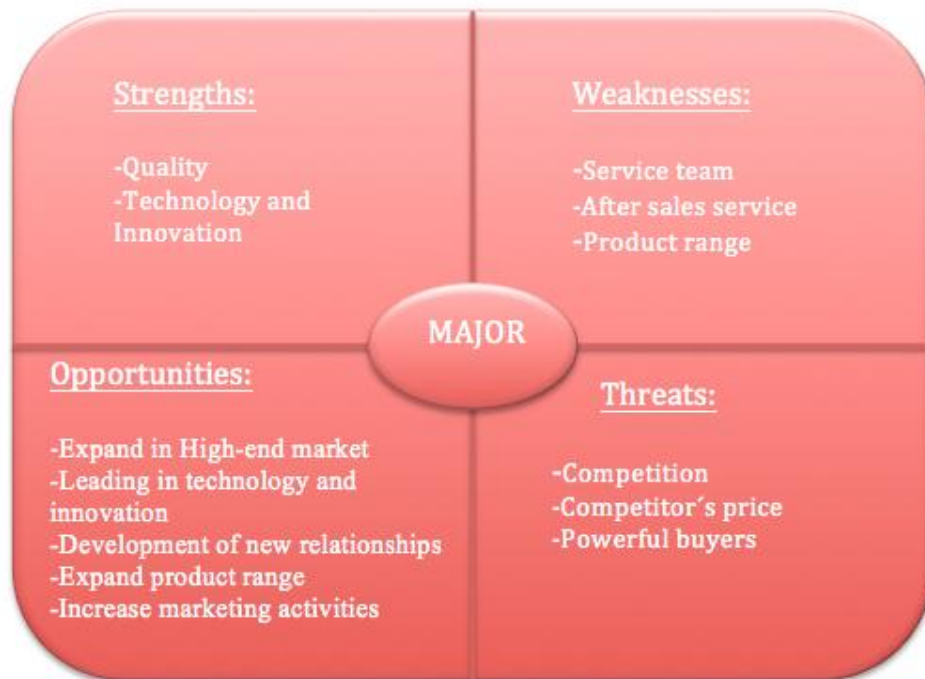 Strengths:
-Quality
-Technology and
Innovation
Weaknesses:
-Service team
-After sales service
-Product range
MAJOR
Opportunities:
-Expand in High-end market
-Leading in technology and
innovation
-Development of new relationships
-Expand product range
-Increase marketing activities
Threats:
-Competition
-Competitor´s price
-Powerful buyers